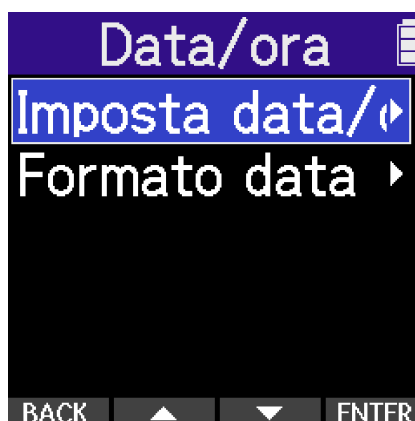 Data/ora
Imposta data/
Formato data
BACK
ENTER